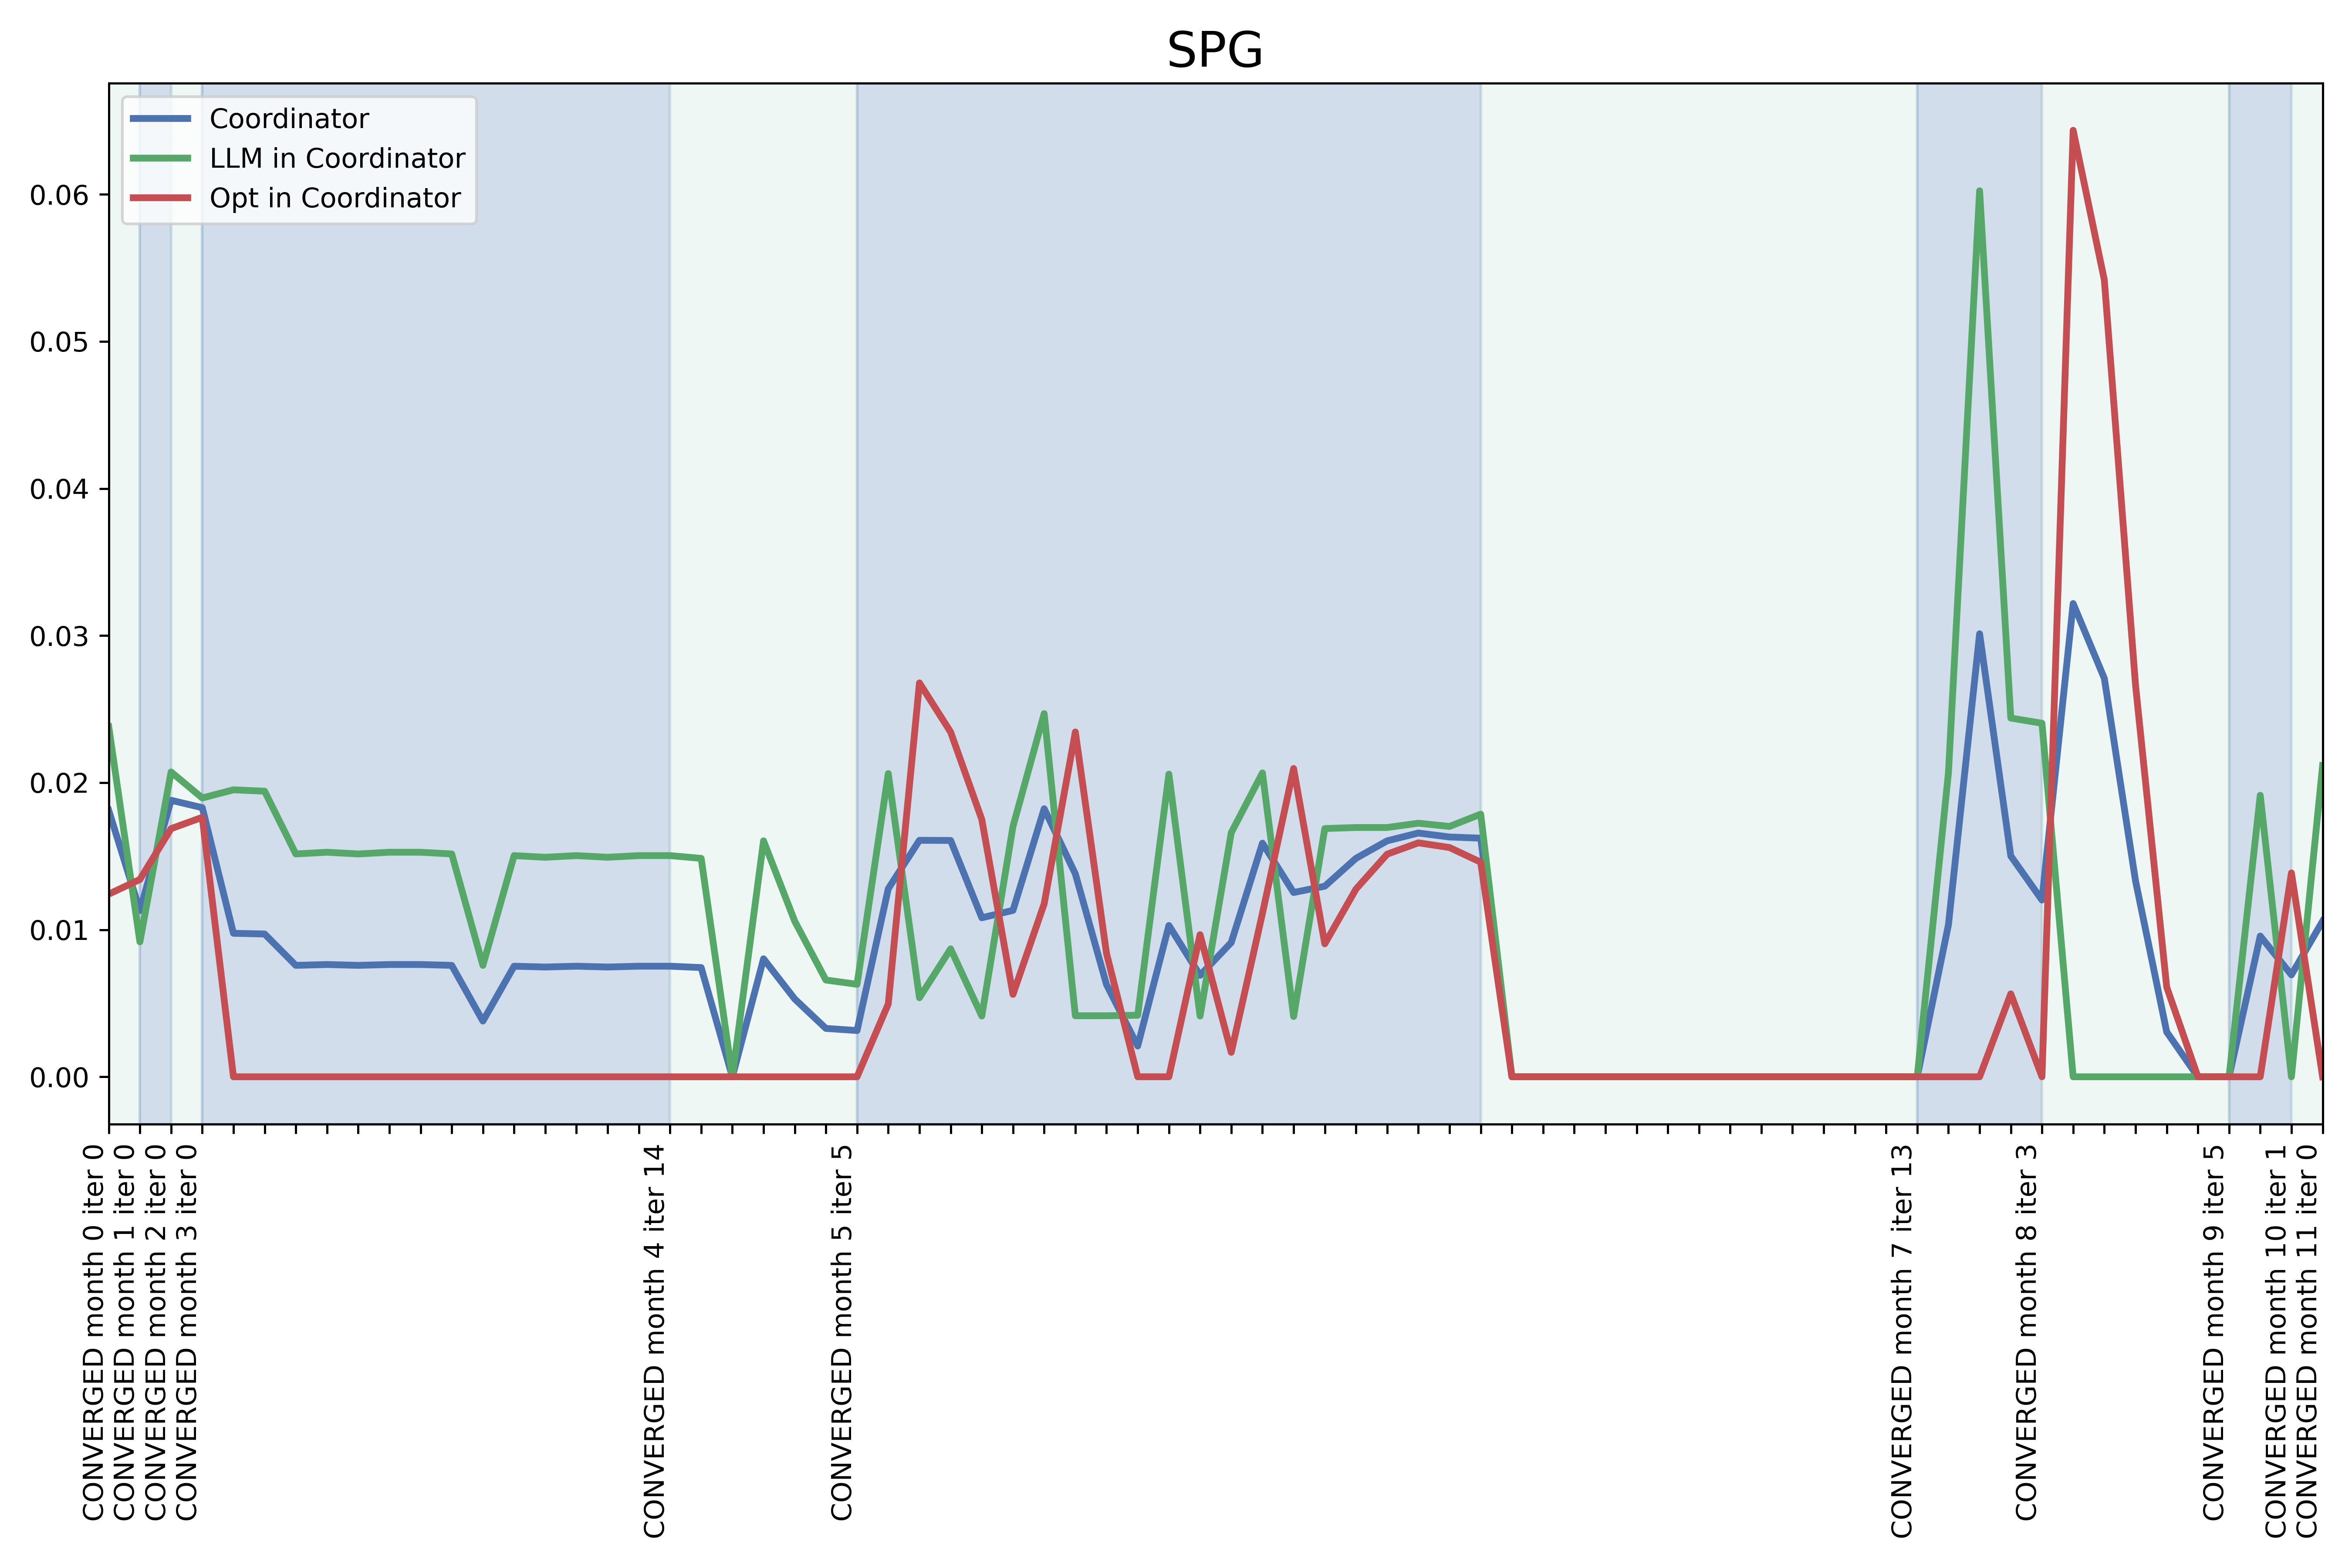 SPG
Coordinator
LLM in Coordinator
Opt in Coordinator
0.06
0.05
0.04
0.03
0.02
0.01
0.00
CONVERGED month 0 iter 0
CONVERGED month 1 iter 0
CONVERGED month 2 iter 0
CONVERGED month 3 iter 0
CONVERGED month 4 iter 14
CONVERGED month 5 iter 5
CONVERGED month 7 iter 13
CONVERGED month 8 iter 3
CONVERGED month 9 iter 5
CONVERGED month 10 iter 1
CONVERGED month 11 iter 0